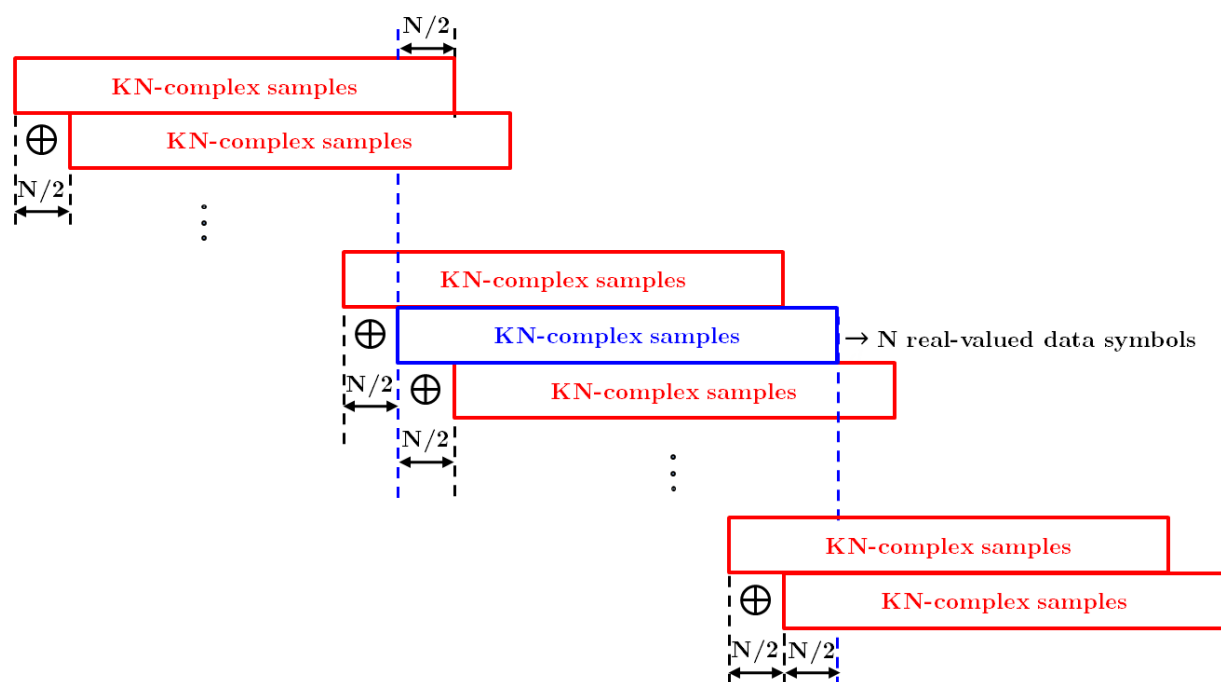 N/2
KN-complex samples
KN-complex samples
N/2
KN-complex samples
KN-complex samples
→ N real-valued data symbols
KN-complex samples
N/2
N/2
KN-complex samples
KN-complex samples
N/2
N/2